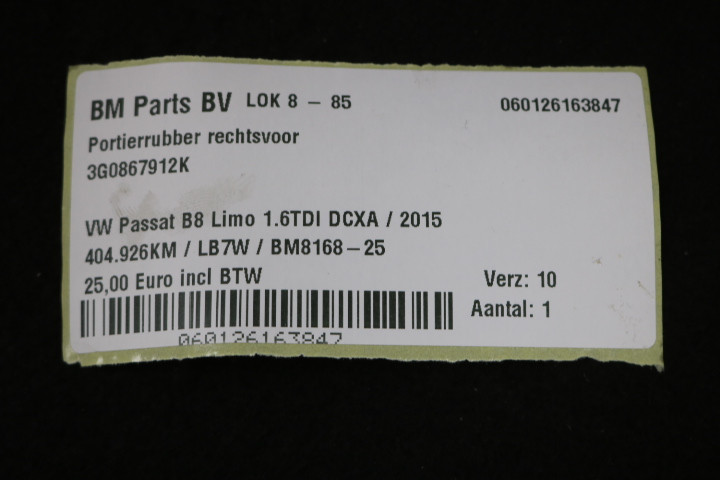 BM Parts BV LOK 8 – 85 060126163847
Portierrubber rechtsvoor
3G0867912K
VW Passat B8 Limo 1.6TDI DCXA / 2015
404.926KM / LB7W / BM8168–25
25,00 Euro incl BTW Verz: 10
Aantal: 1
060126163847